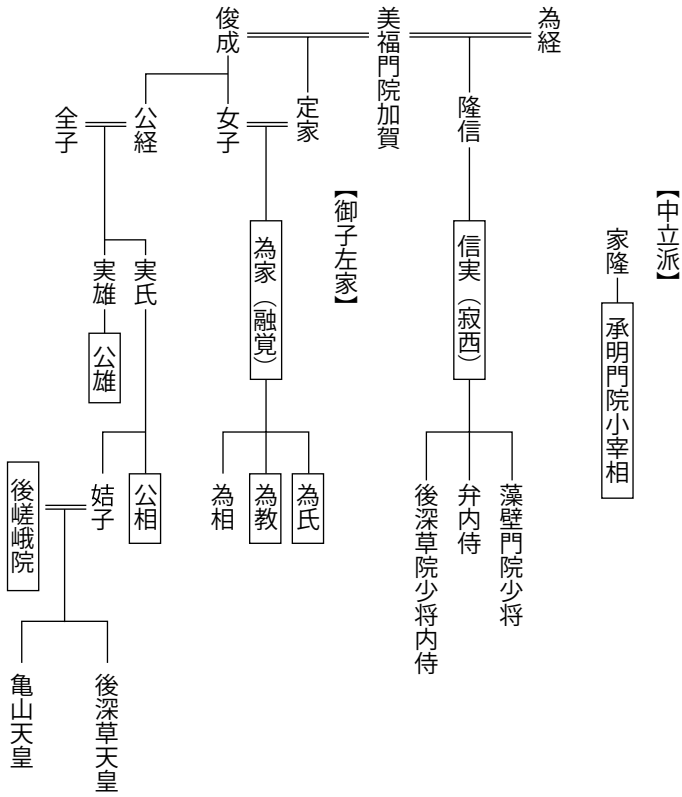 【中立派】
家隆
承明門院小宰相
為経
美福門院加賀
俊成
隆信
定家
女子
公経
全子
【御子左家】
信実（寂西）
為家（融覚）
実氏
実雄
公雄
藻壁門院少将
弁内侍
後深草院少将内侍
為氏
為教
為相
公相
姞子
後嵯峨院
後深草天皇
亀山天皇